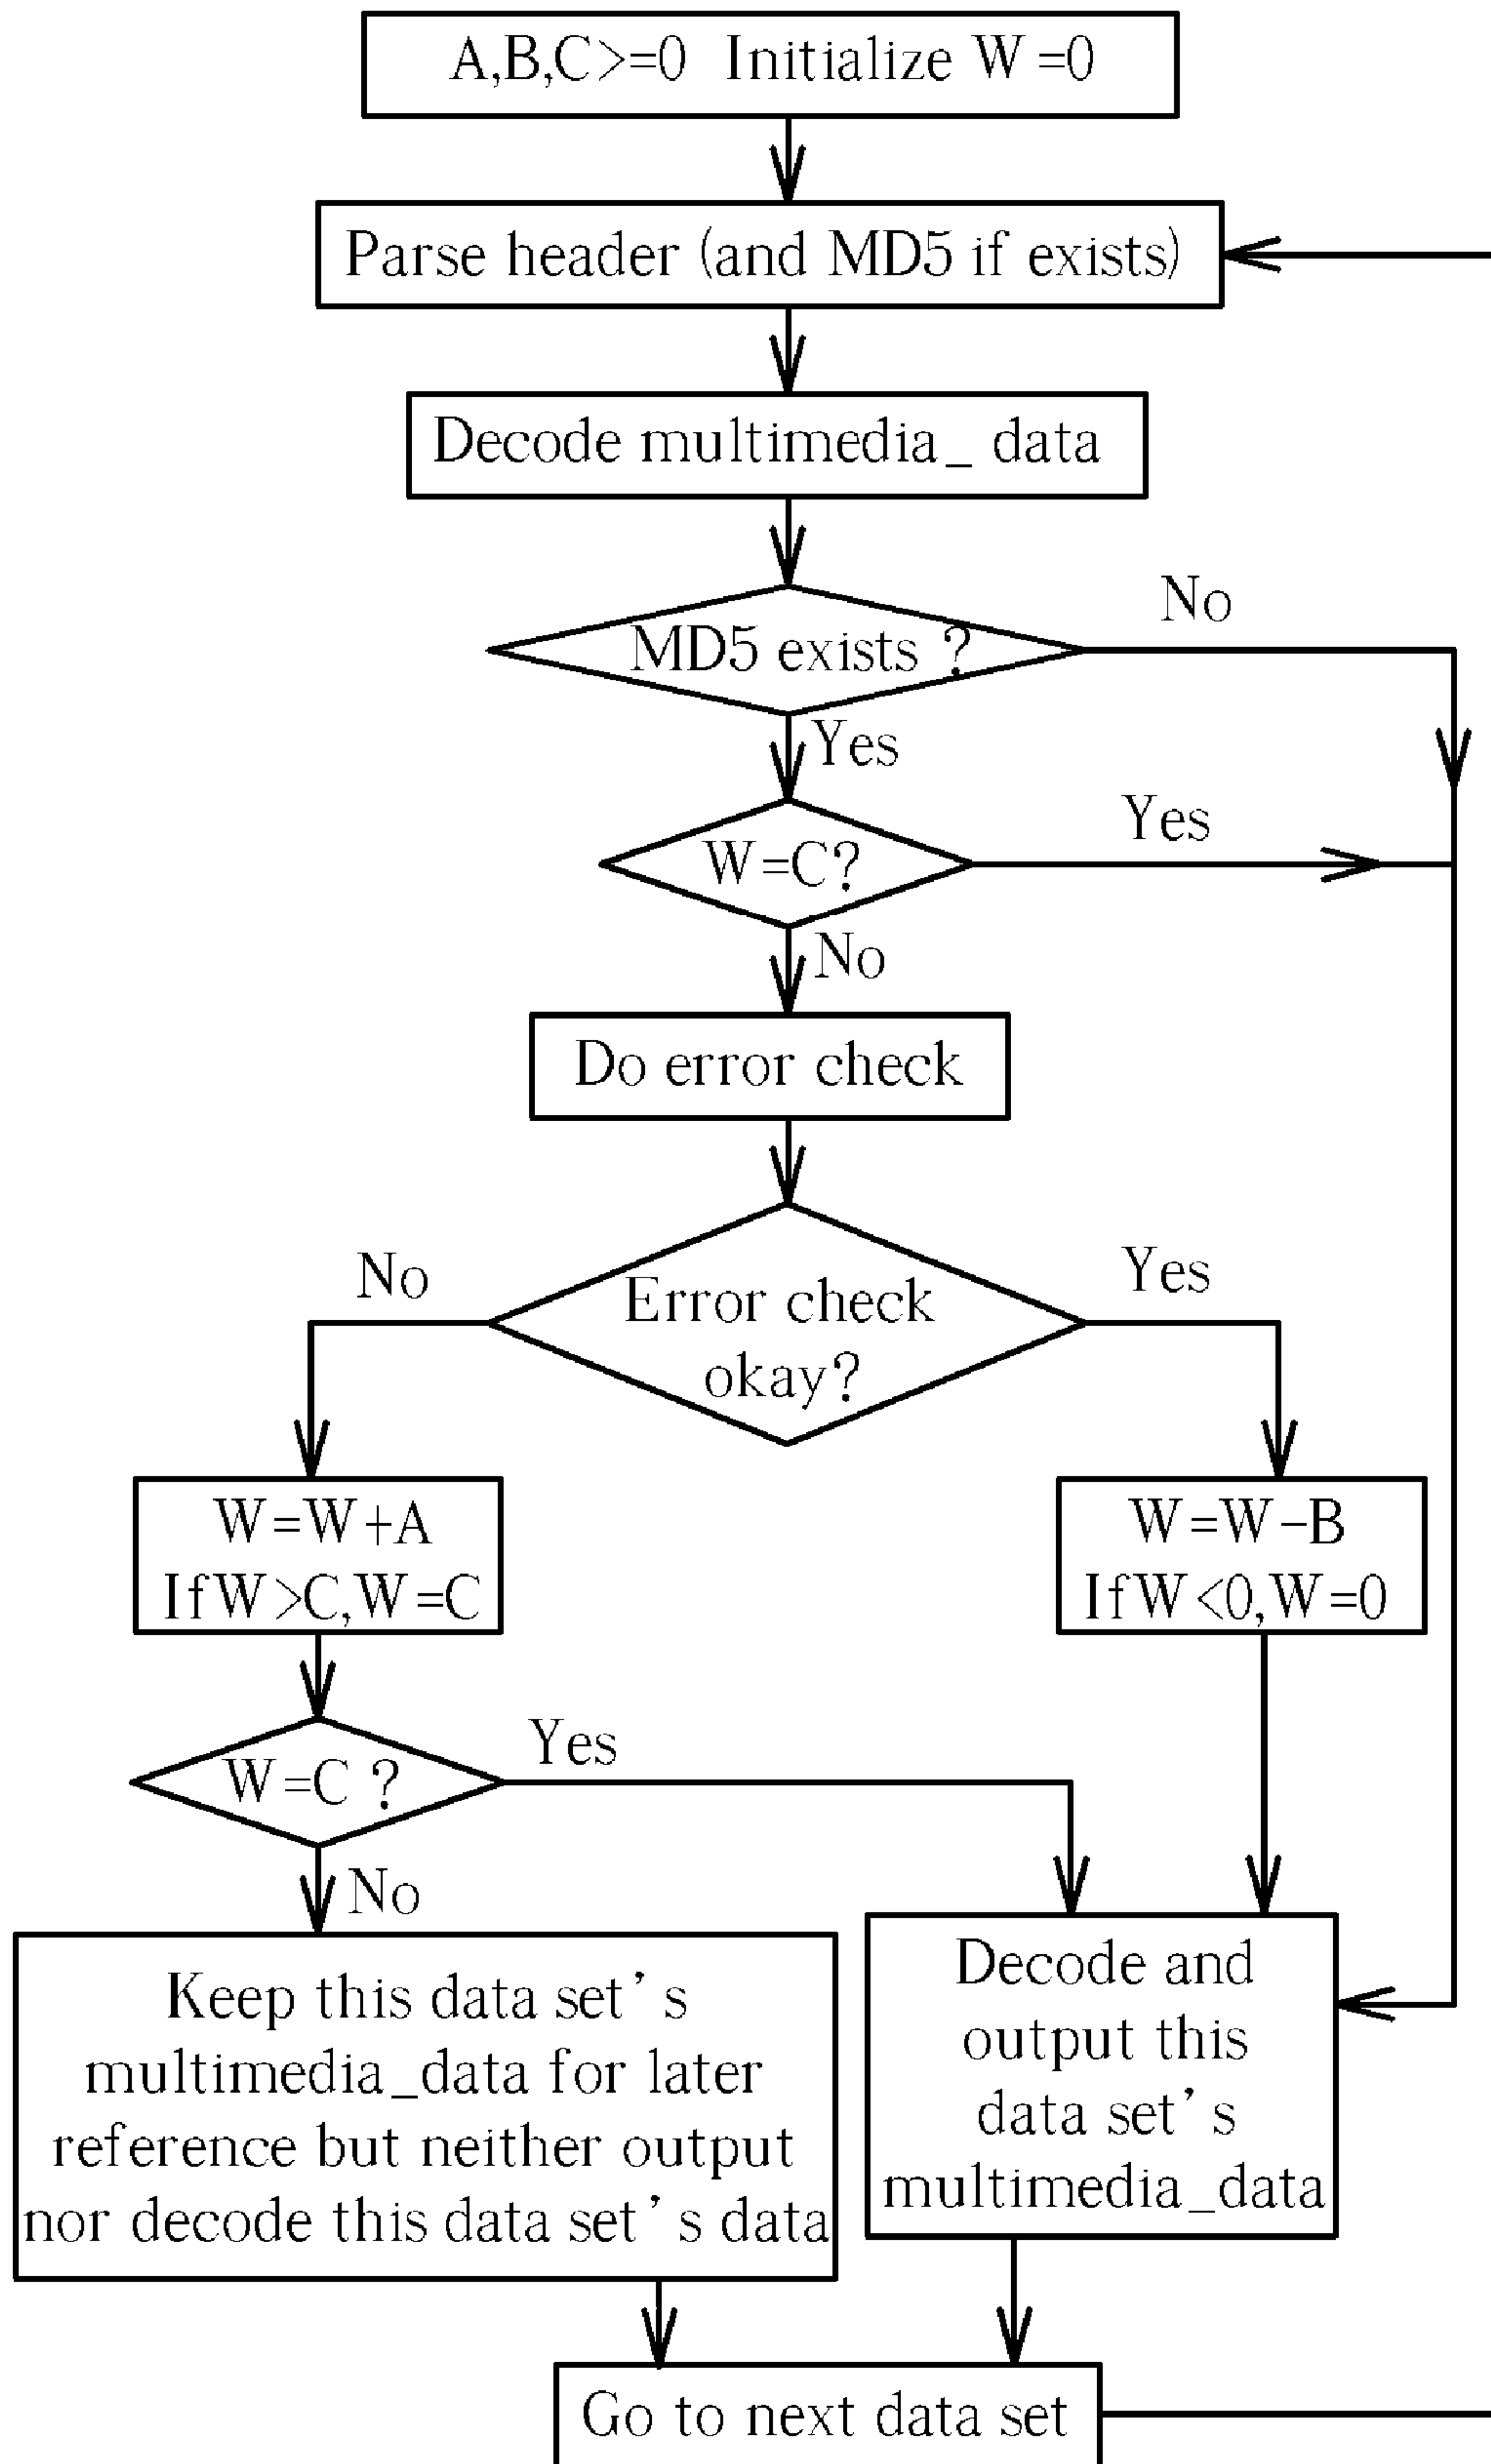 A,B,C>=0 Initialize W=0
Parse header (and MD5 if exists)
Decode multimedia_ data
MD5 exists ?
No
Yes
W=C?
Yes
No
Do error check
Error check
okay?
No
Yes
W=W+A
If W>C,W=C
W=W-B
If W<0,W=0
W=C ?
Yes
No
Keep this data set's
multimedia_data for later
reference but neither output
nor decode this data set's data
Decode and
output this
data set's
multimedia_data
Go to next data set